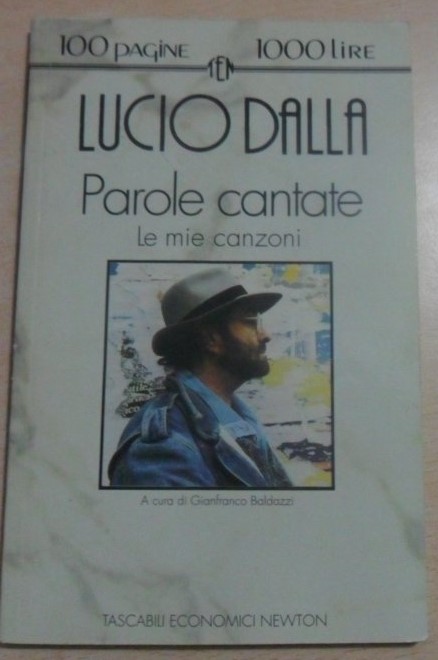 100 pagine 1000 lire
TEN
LUCIO DALLA
Parole cantate
Le mie canzoni
A cura di Gianfranco Baldazzi
TASCABILI ECONOMICI NEWTON